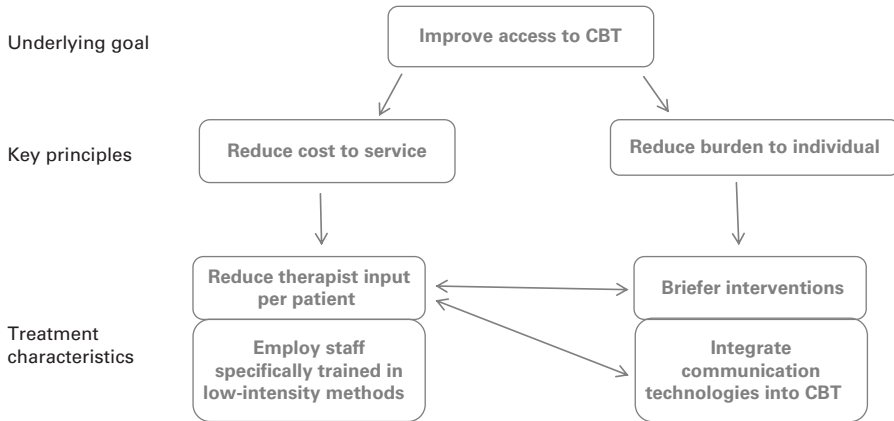 Underlying goal
Improve access to CBT
Key principles
Reduce cost to service
Reduce burden to individual
Reduce therapist input
per patient
Briefer interventions
Treatment
characteristics
Employ staff
specifically trained in
low-intensity methods
Integrate
communication
technologies into CBT